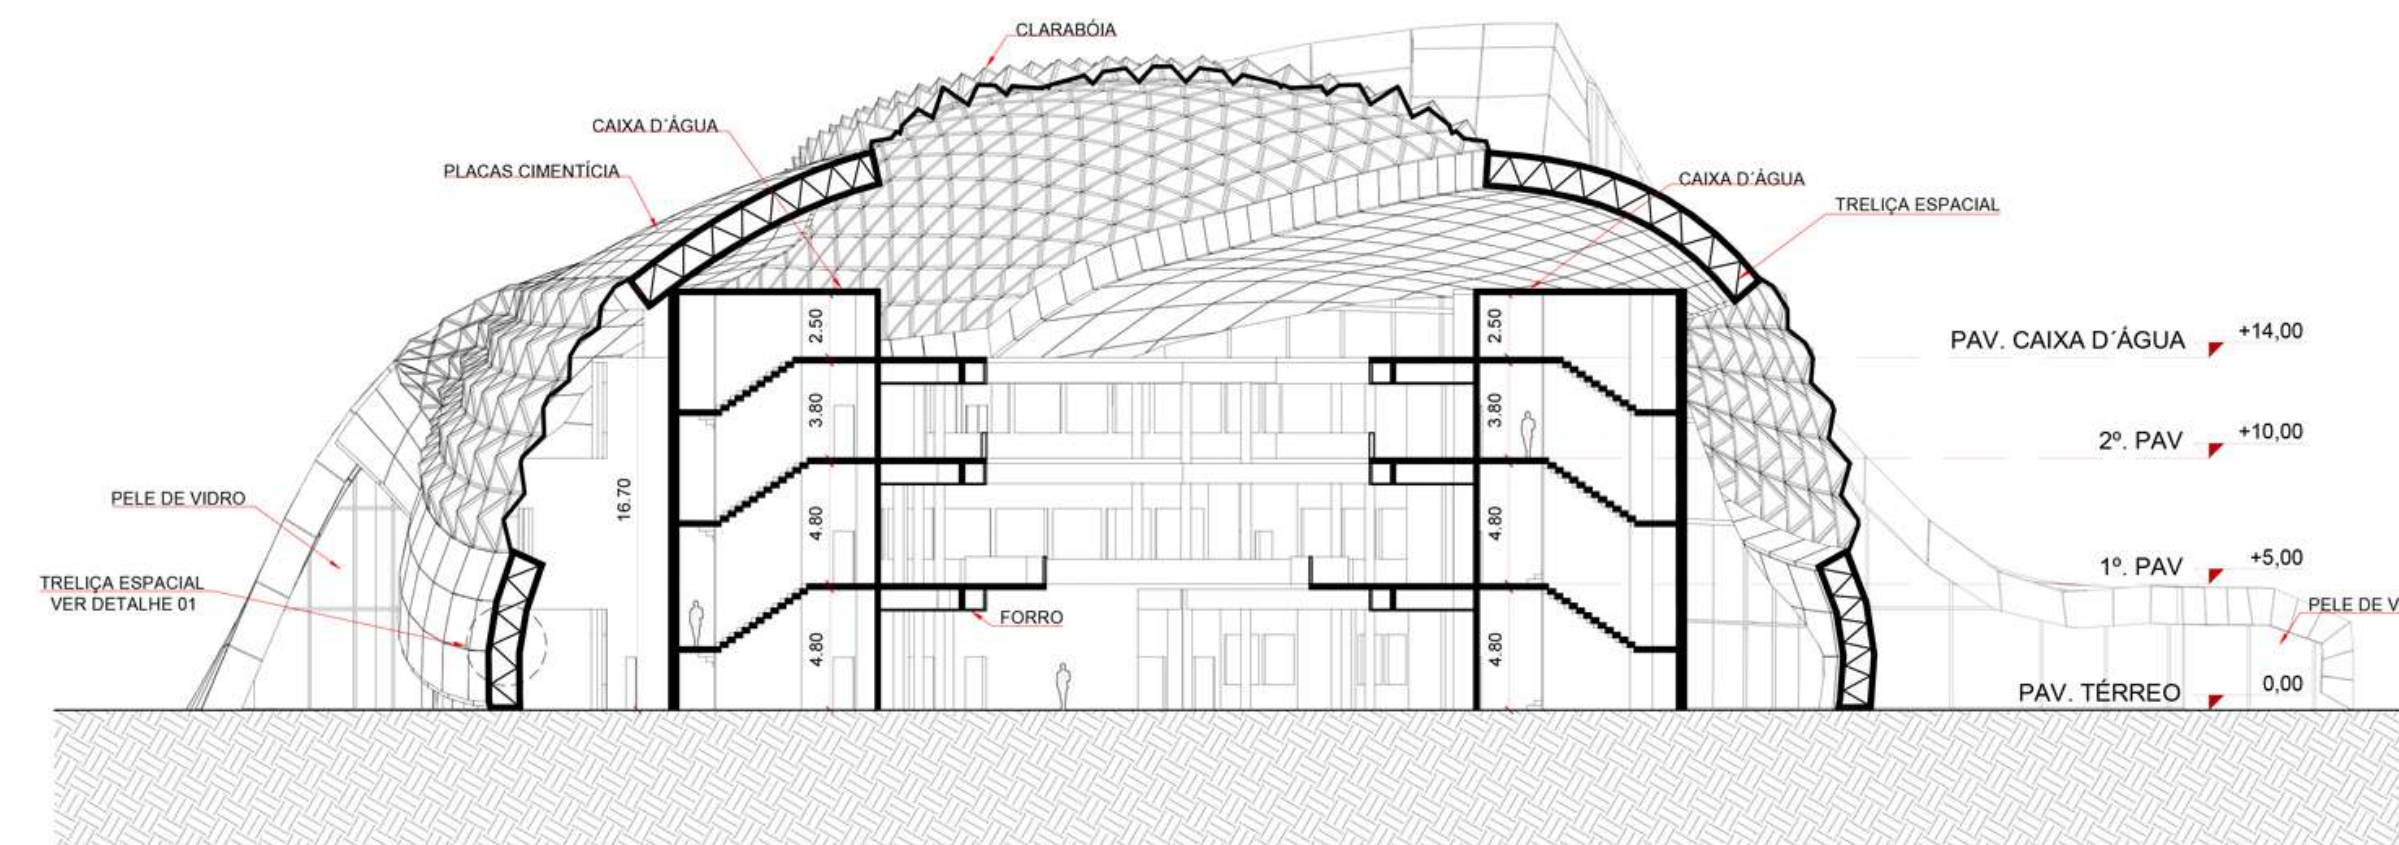 CLARABÓIA
CAIXA D´ÁGUA
PLACAS CIMENTÍCIA
CAIXA D´ÁGUA
TRELIÇA ESPACIAL
2.50
2.50
PAV. CAIXA D´ÁGUA +14,00
3.80
3.80
2º. PAV +10,00
PELE DE VIDRO
16.70
4.80
4.80
1º. PAV +5,00
TRELIÇA ESPACIAL
VER DETALHE 01
PELE DE V
FORRO
4.80
4.80
PAV. TÉRREO 0,00